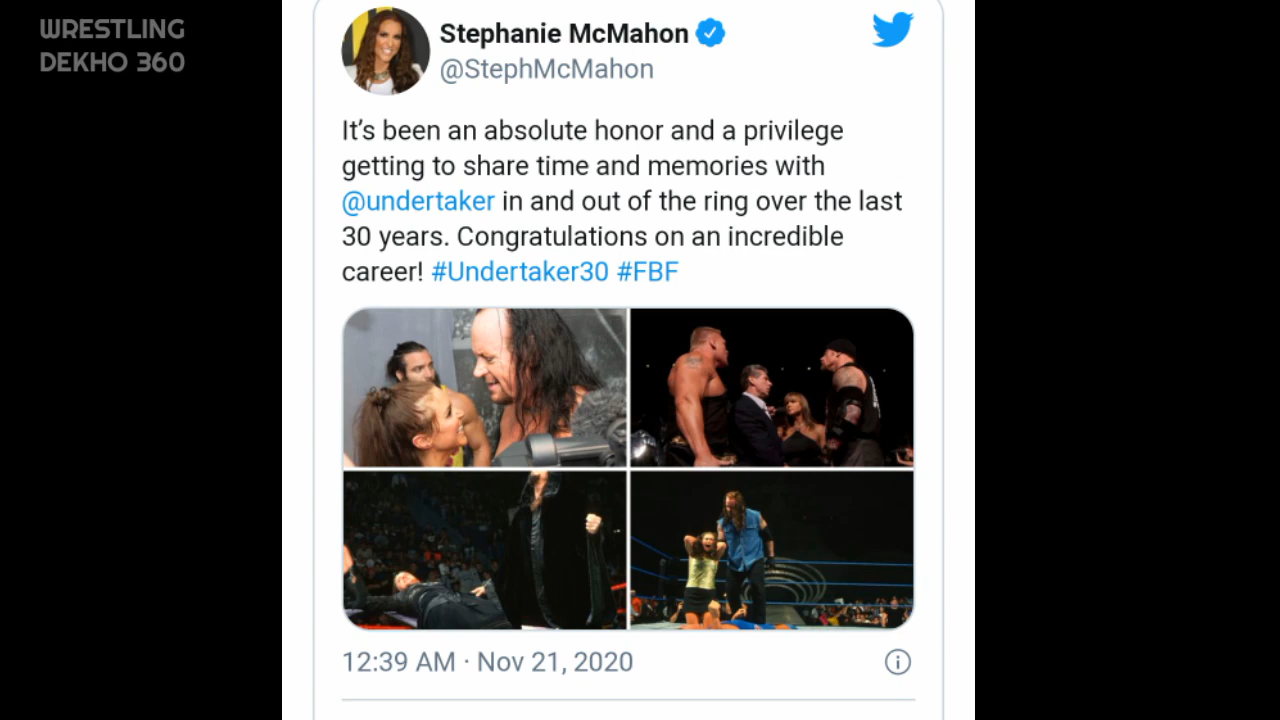 WRESTLING
DEKHO 360
Stephanie McMahon
@StephMcMahon
It’s been an absolute honor and a privilege
getting to share time and memories with
@undertaker in and out of the ring over the last
30 years. Congratulations on an incredible
career! #Undertaker30 #FBF
12:39 AM · Nov 21, 2020